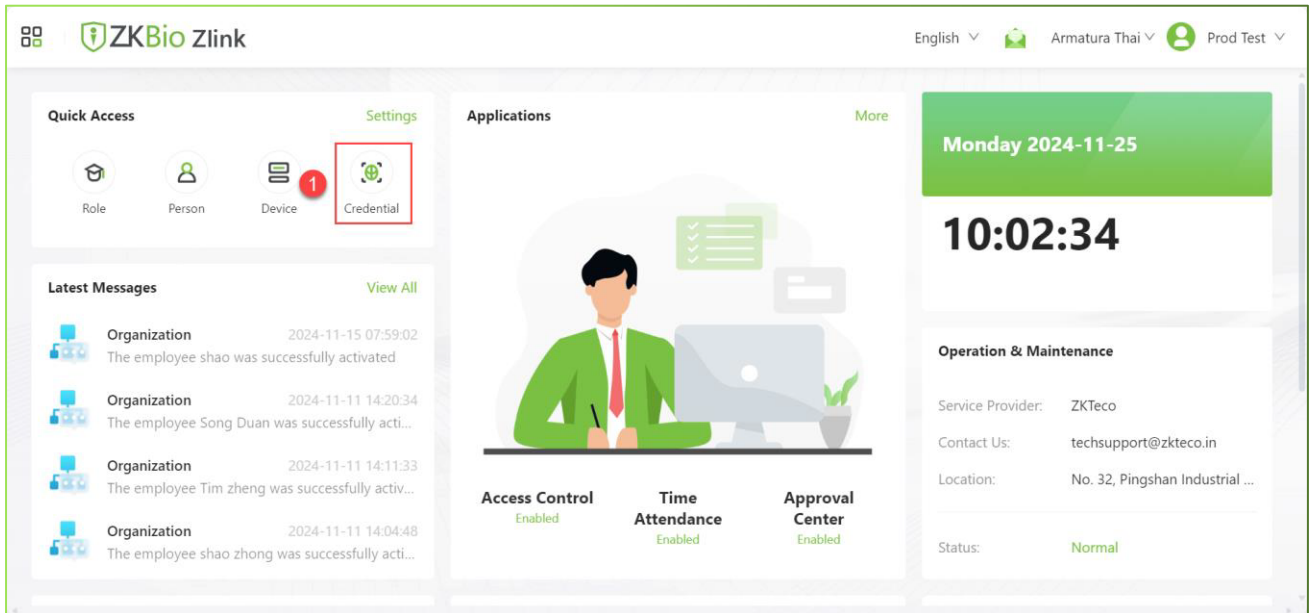 ZKBio Zlink
English
Armatura Thai
Prod Test
Quick Access
Settings
1
Role
Person
Device
Credential
Latest Messages
View All
Organization
2024-11-15 07:59:02
The employee shao was successfully activated
Organization
2024-11-11 14:20:34
The employee Song Duan was successfully acti...
Organization
2024-11-11 14:11:33
The employee Tim zheng was successfully activ...
Organization
2024-11-11 14:04:48
The employee shao zhong was successfully acti...
Applications
More
Access Control
Enabled
Time
Attendance
Enabled
Approval
Center
Enabled
Monday 2024-11-25
10:02:34
Operation & Maintenance
Service Provider: ZKTeco
Contact Us: techsupport@zkteco.in
Location: No. 32, Pingshan Industrial ...
Status: Normal